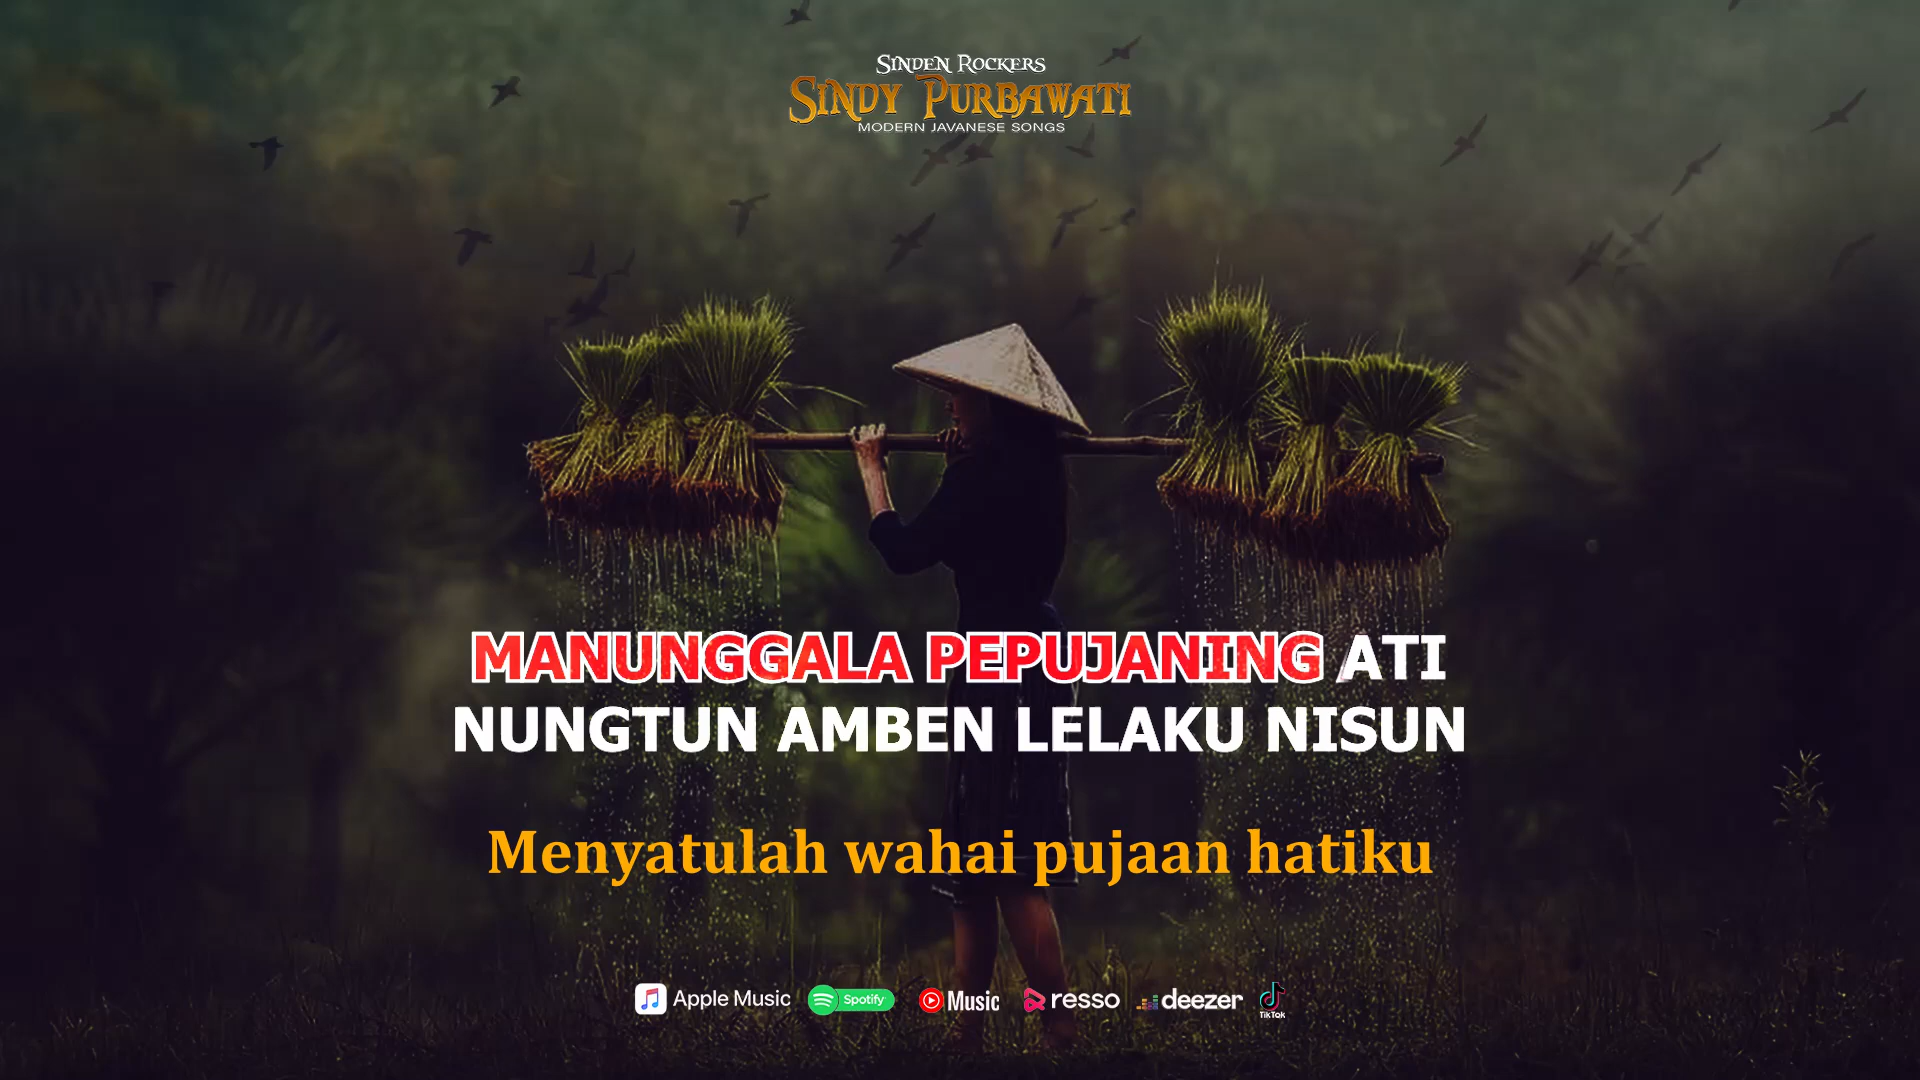 Sinden Rockers
Sindy Purbawati
MODERN JAVANESE SONGS
MANUNGGALA PEPUJANING ATI
NUNGTUN AMBEN LELAKU NISUN
Menyatulah wahai pujaan hatiku
Apple Music Spotify Music resso deezer TikTok